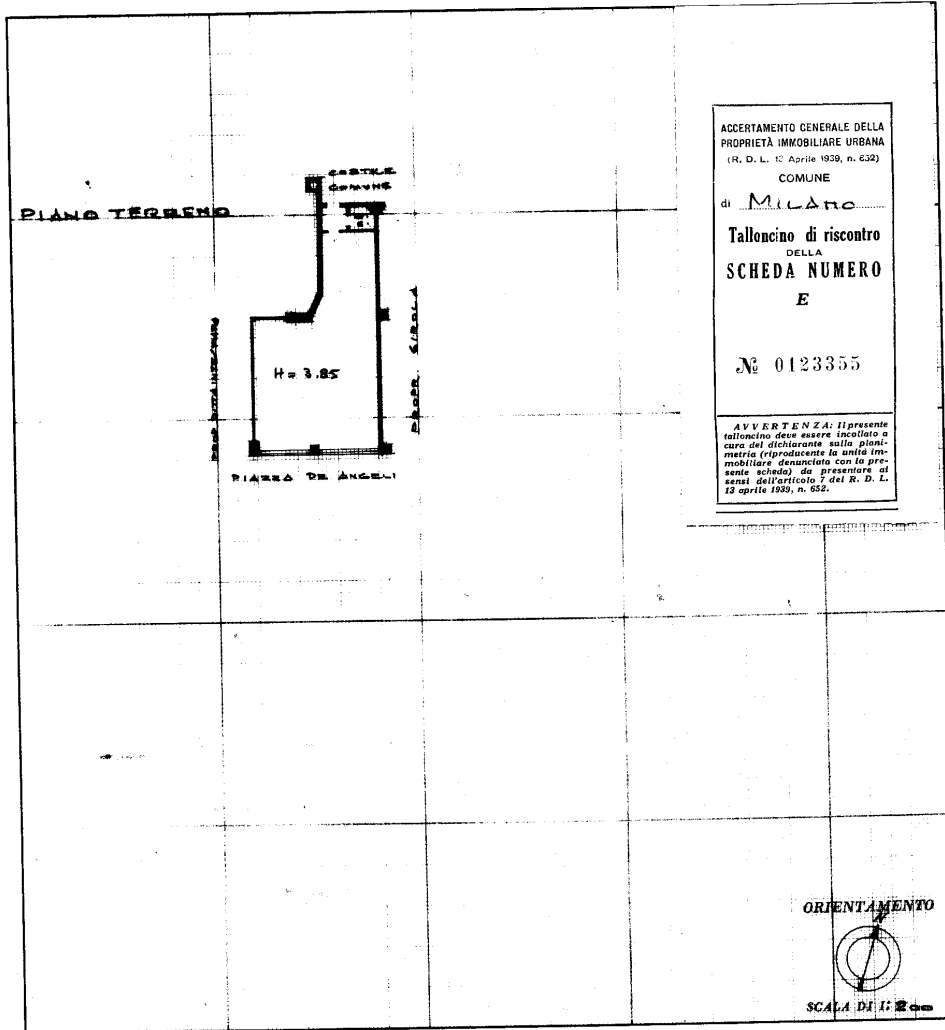 ACCERTAMENTO GENERALE DELLA
PROPRIETÀ IMMOBILIARE URBANA
(R. D. L. 13 Aprile 1939, n. 652)
COMUNE
di MILANO
Talloncino di riscontro
DELLA
SCHEDA NUMERO
E
№ 0123355
AVVERTENZA: Il presente
talloncino deve essere incollato a
cura del dichiarante sulla plani-
metria (riproducente la unità im-
mobiliare denunciata con la pre-
sente scheda) da presentare ai
sensi dell'articolo 7 del R. D. L.
13 aprile 1939, n. 652.
CORTILE
COMUNE
PIANO TERRENO
PROPR. GIROLA
H = 3.85
PIAZZA DE ANGELI
ORIENTAMENTO
N
SCALA DI 1: 200